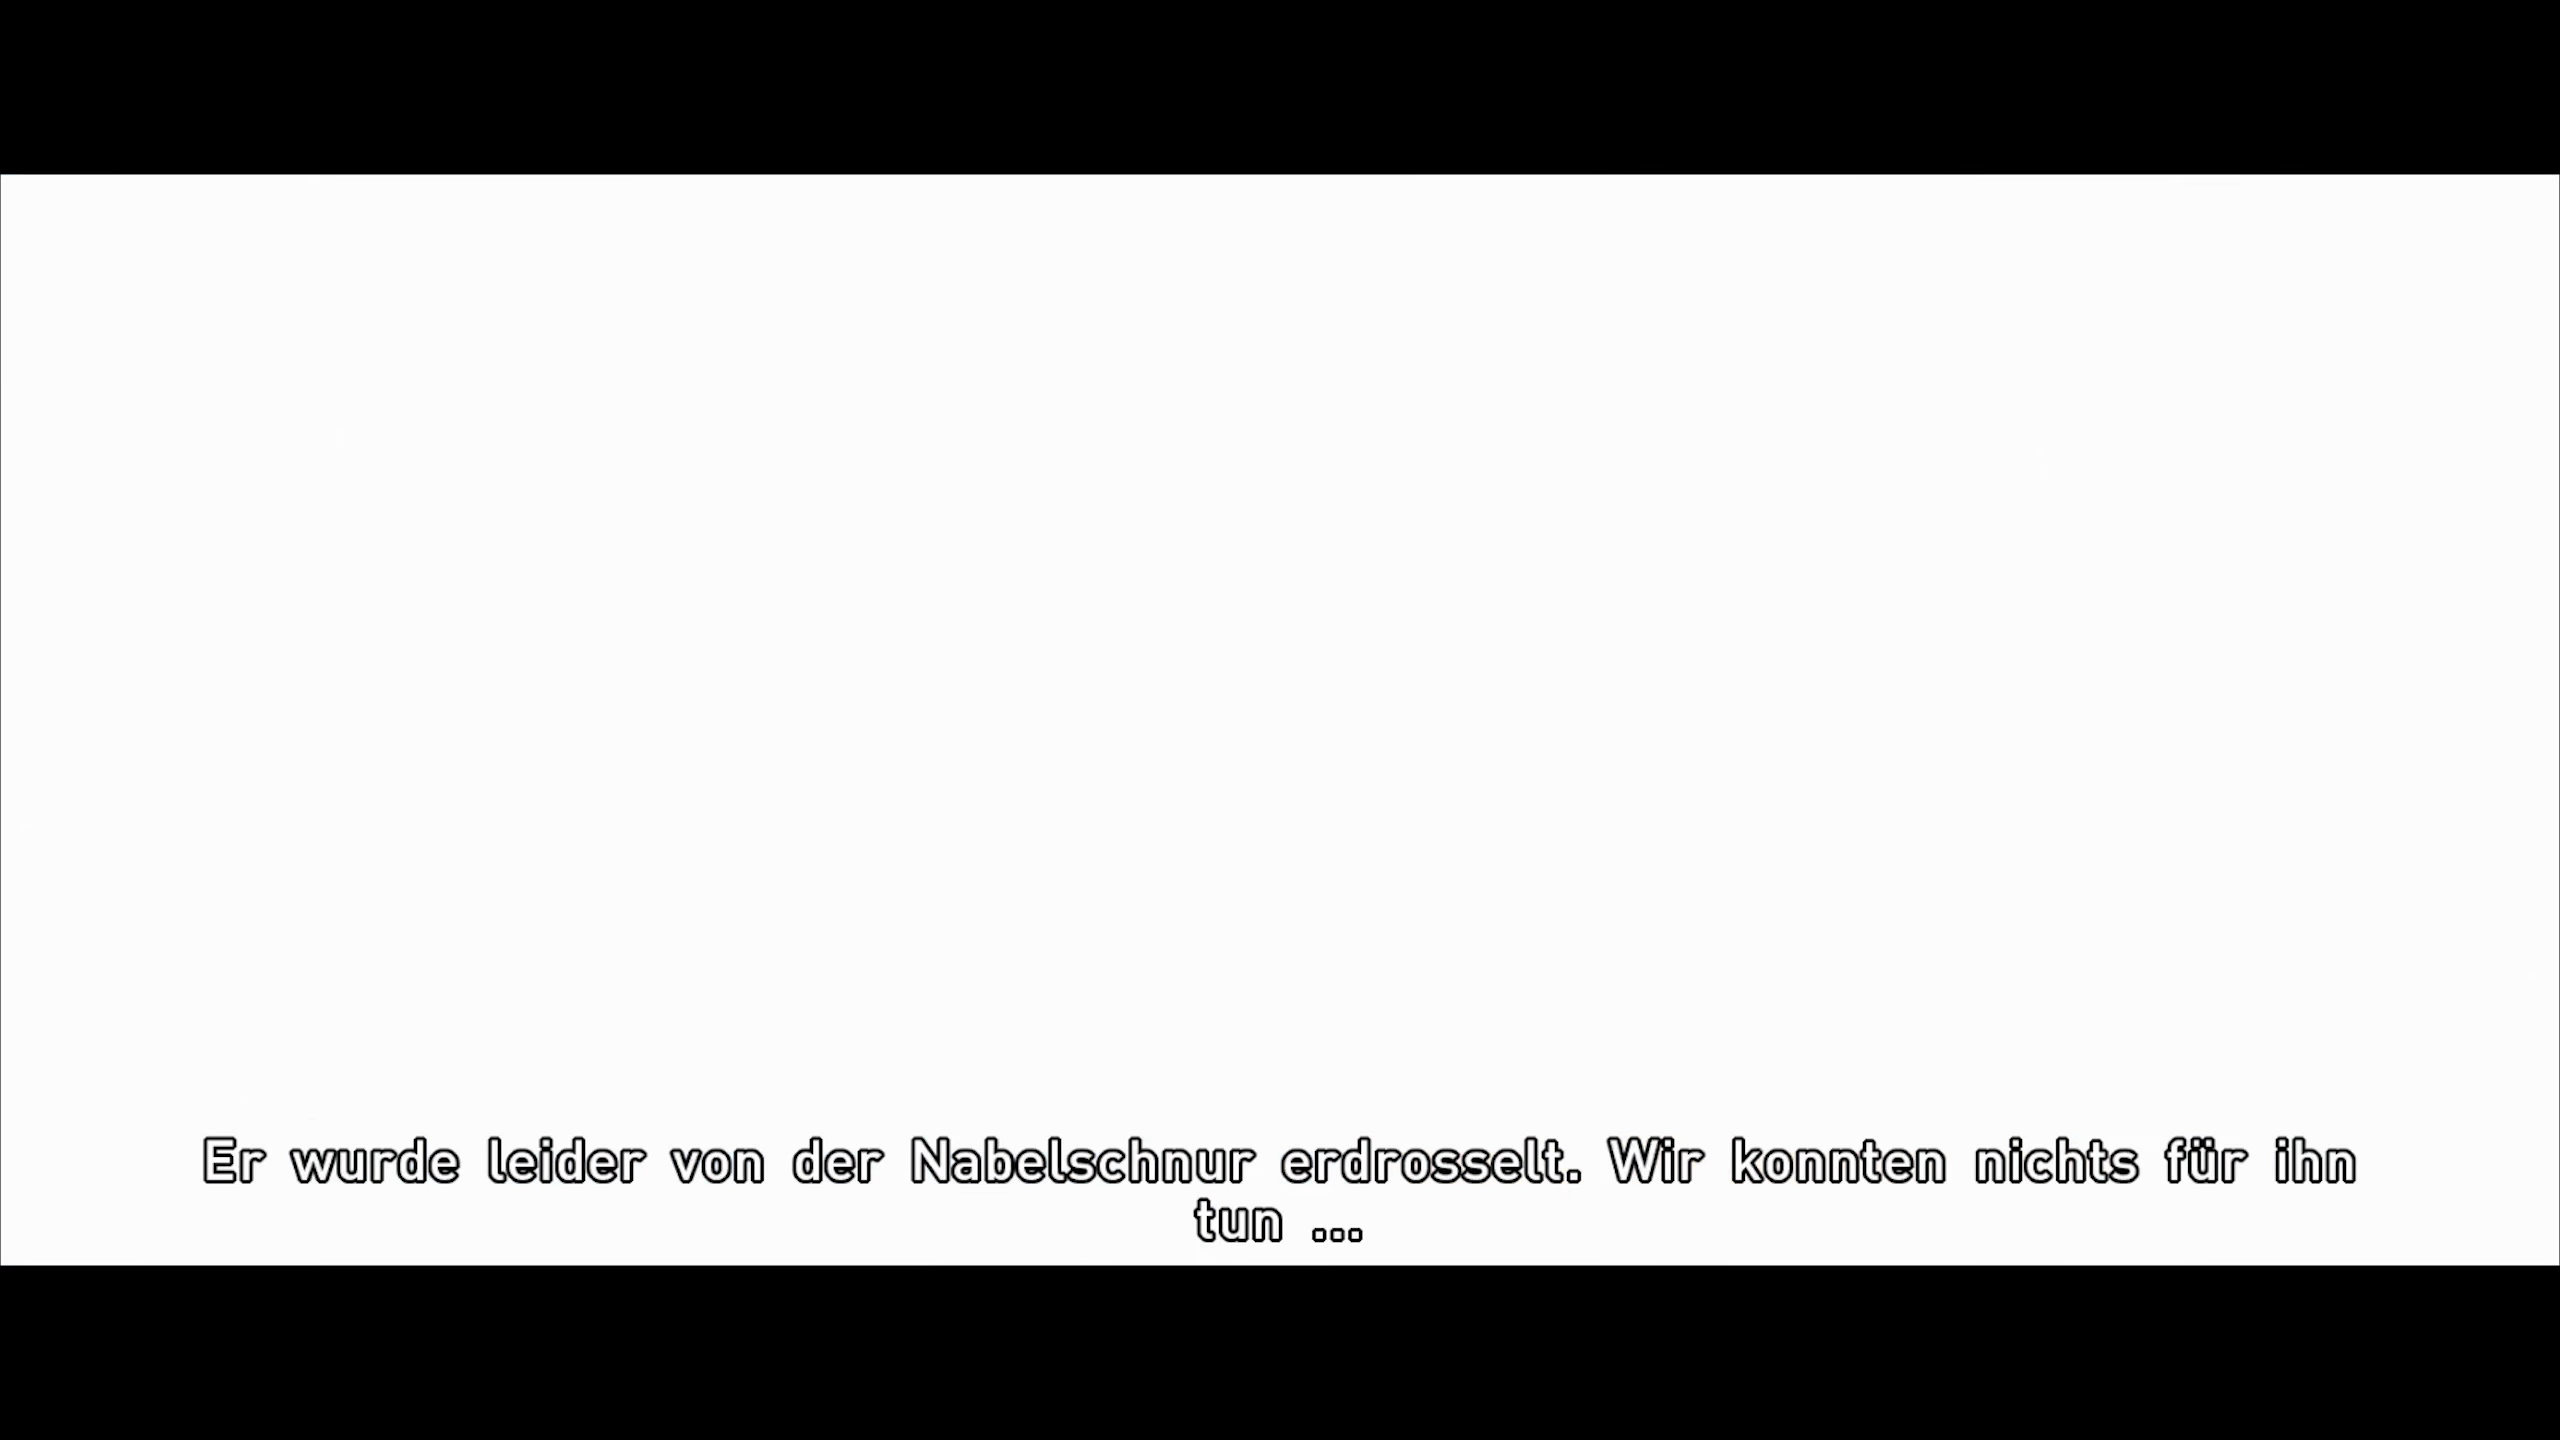 Er wurde leider von der Nabelschnur erdrosselt. Wir konnten nichts für ihn
tun ...